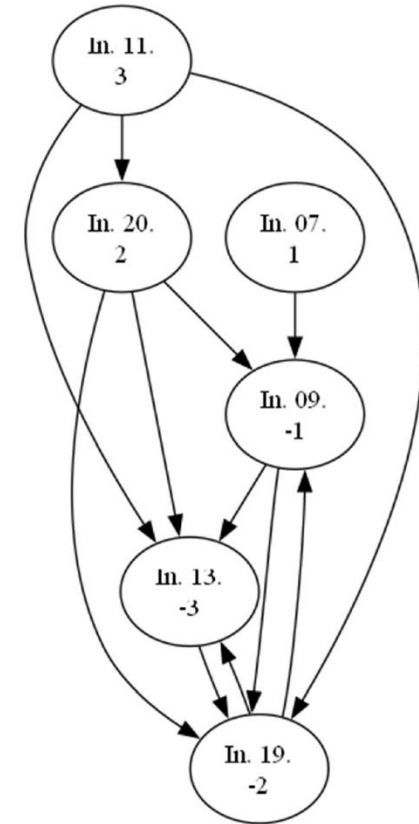 In. 11.
3
In. 20.
2
In. 07.
1
In. 09.
-1
In. 13.
-3
In. 19.
-2